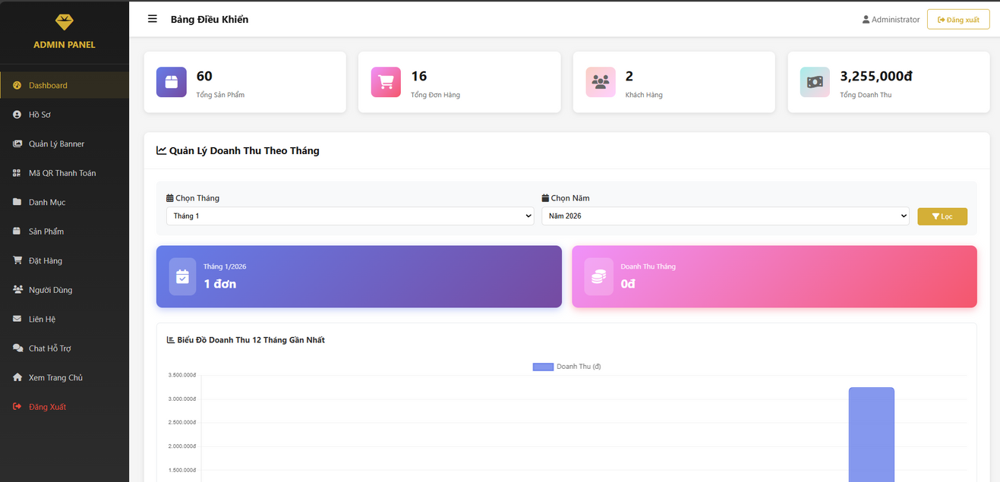 ADMIN PANEL
Dashboard
Hồ Sơ
Quản Lý Banner
Mã QR Thanh Toán
Danh Mục
Sản Phẩm
Đặt Hàng
Người Dùng
Liên Hệ
Chat Hỗ Trợ
Xem Trang Chủ
Đăng Xuất
Bảng Điều Khiển
Administrator
Đăng xuất
60
Tổng Sản Phẩm
16
Tổng Đơn Hàng
2
Khách Hàng
3,255,000đ
Tổng Doanh Thu
Quản Lý Doanh Thu Theo Tháng
Chọn Tháng
Tháng 1
Chọn Năm
Năm 2026
Lọc
Tháng 1/2026
1 đơn
Doanh Thu Tháng
0đ
Biểu Đồ Doanh Thu 12 Tháng Gần Nhất
Doanh Thu (đ)
3.500.000đ
3.000.000đ
2.500.000đ
2.000.000đ
1.500.000đ